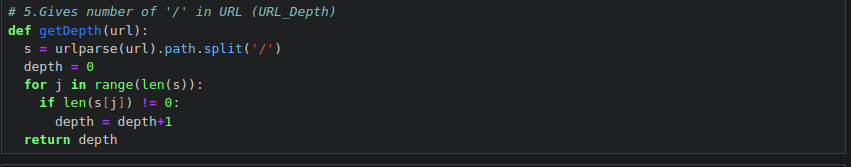 # 5.Gives number of '/' in URL (URL_Depth)
def getDepth(url):
  s = urlparse(url).path.split('/')
  depth = 0
  for j in range(len(s)):
    if len(s[j]) != 0:
      depth = depth+1
  return depth